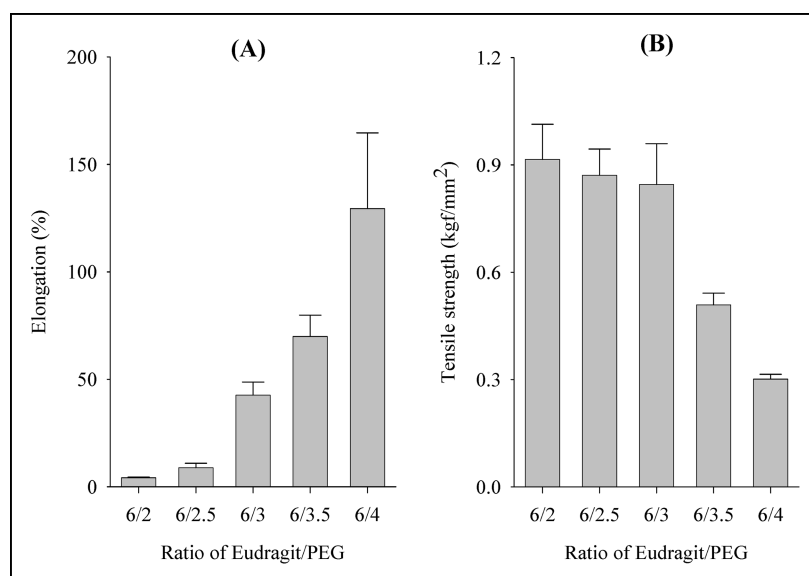 (A)
200
150
100
50
0
Elongation (%)
6/2 6/2.5 6/3 6/3.5 6/4
Ratio of Eudragit/PEG
(B)
1.2
0.9
0.6
0.3
0.0
Tensile strength (kgf/mm²)
6/2 6/2.5 6/3 6/3.5 6/4
Ratio of Eudragit/PEG